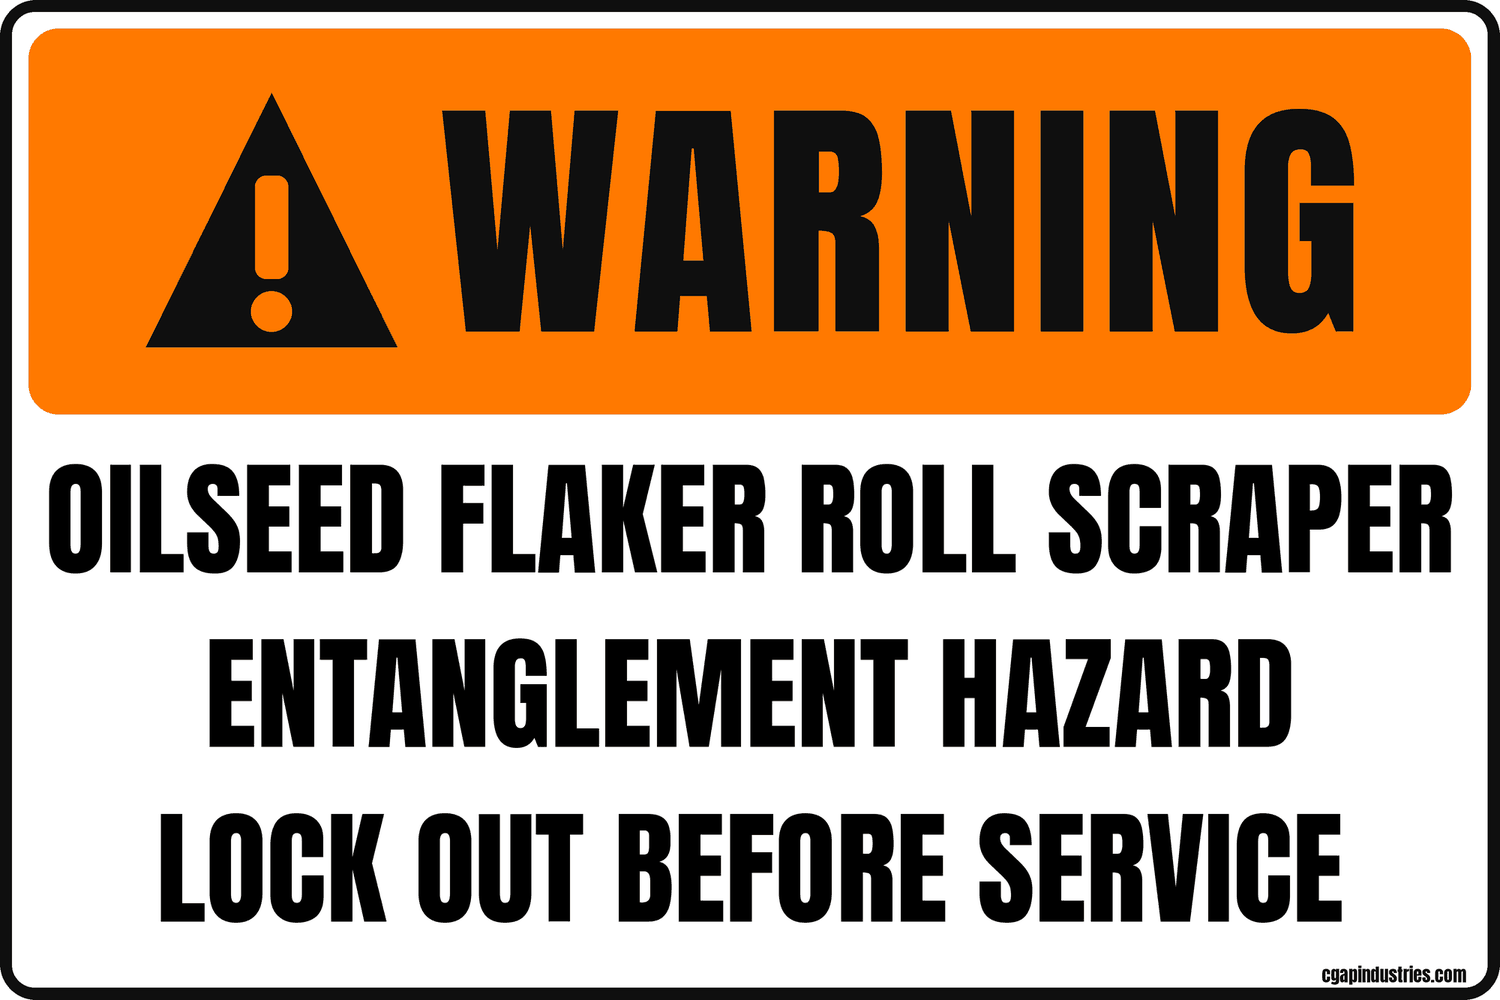 WARNING
OILSEED FLAKER ROLL SCRAPER
ENTANGLEMENT HAZARD
LOCK OUT BEFORE SERVICE
cgapindustries.com